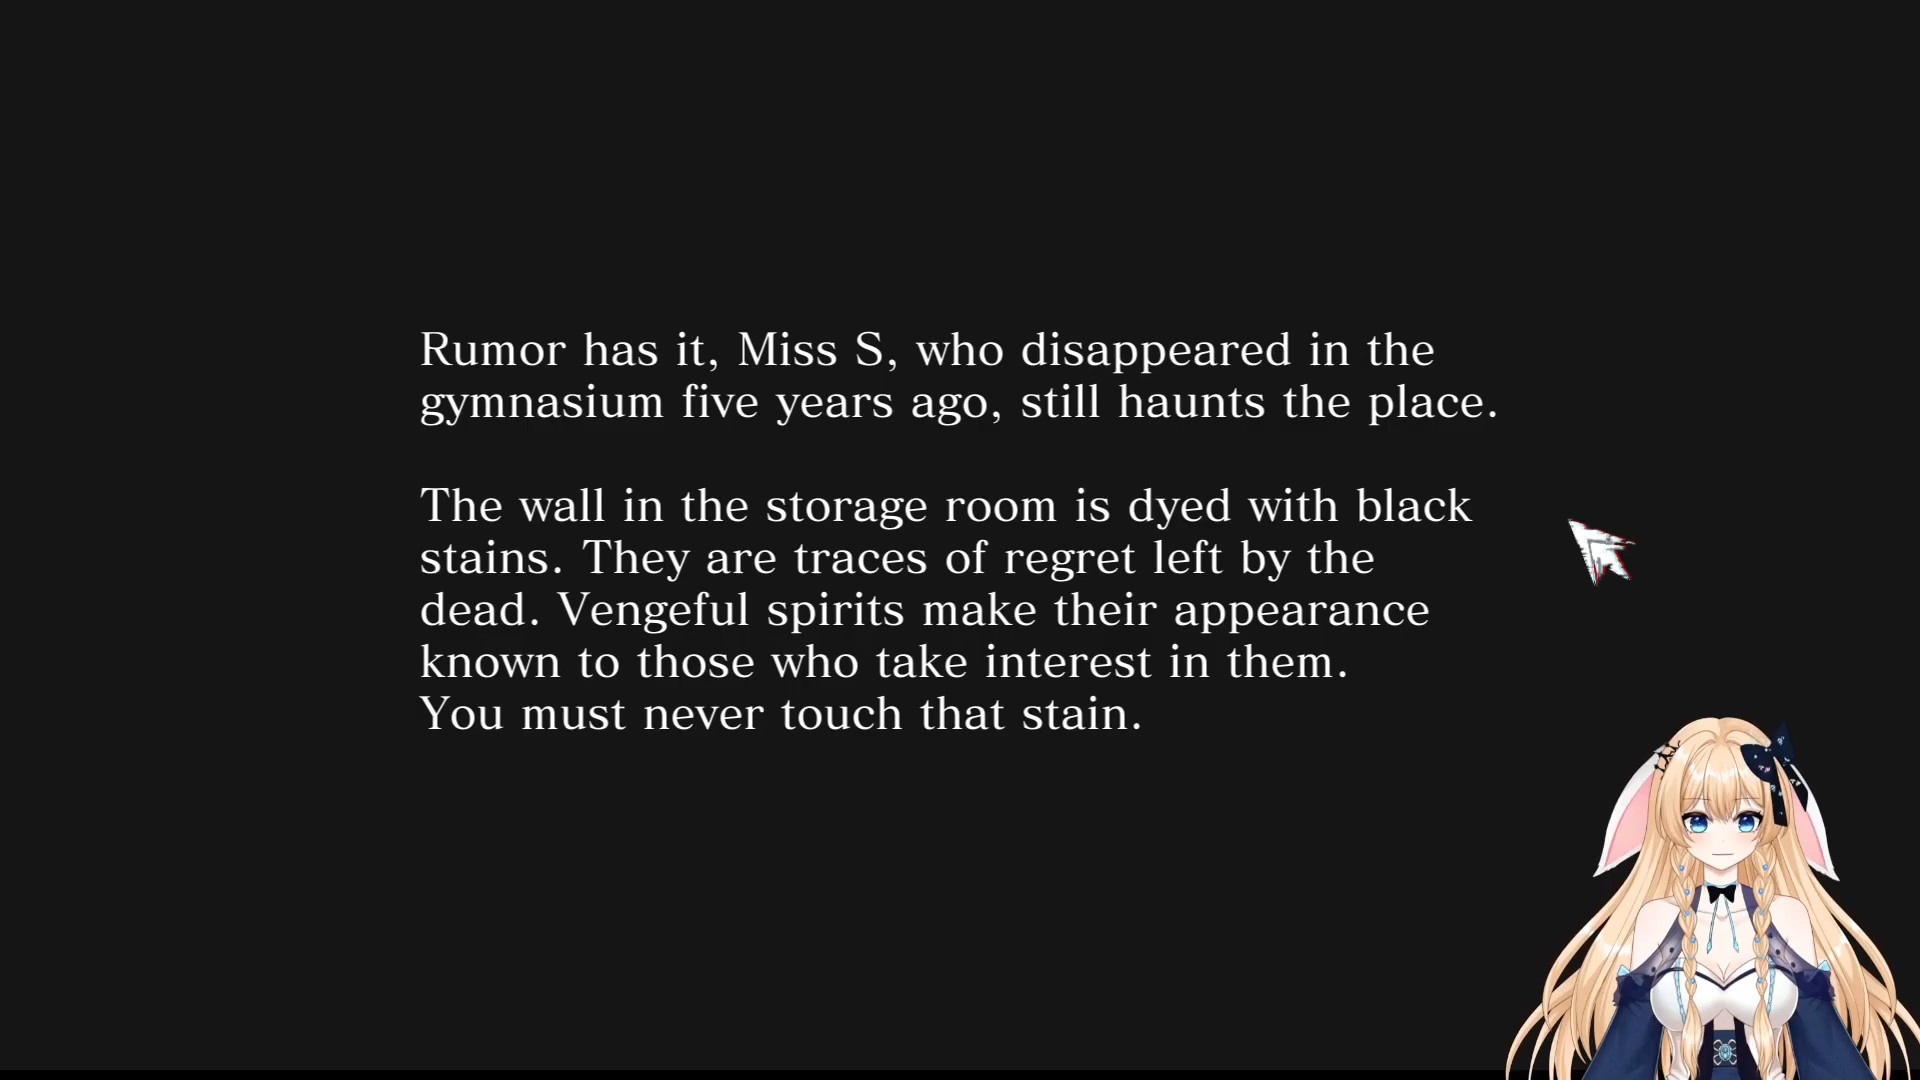 Rumor has it, Miss S, who disappeared in the
gymnasium five years ago, still haunts the place.
The wall in the storage room is dyed with black
stains. They are traces of regret left by the
dead. Vengeful spirits make their appearance
known to those who take interest in them.
You must never touch that stain.